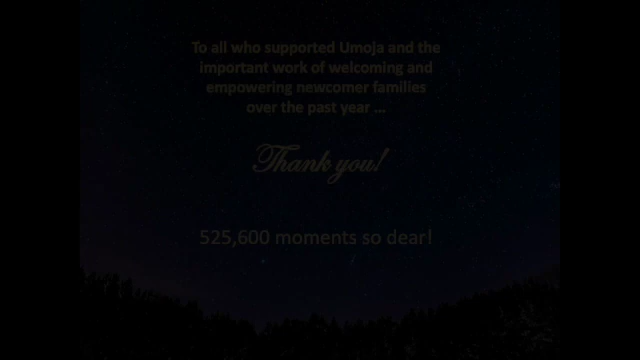 To all who supported Umoja and the
important work of welcoming and
empowering newcomer families
over the past year ...
Thank you!
525,600 moments so dear!